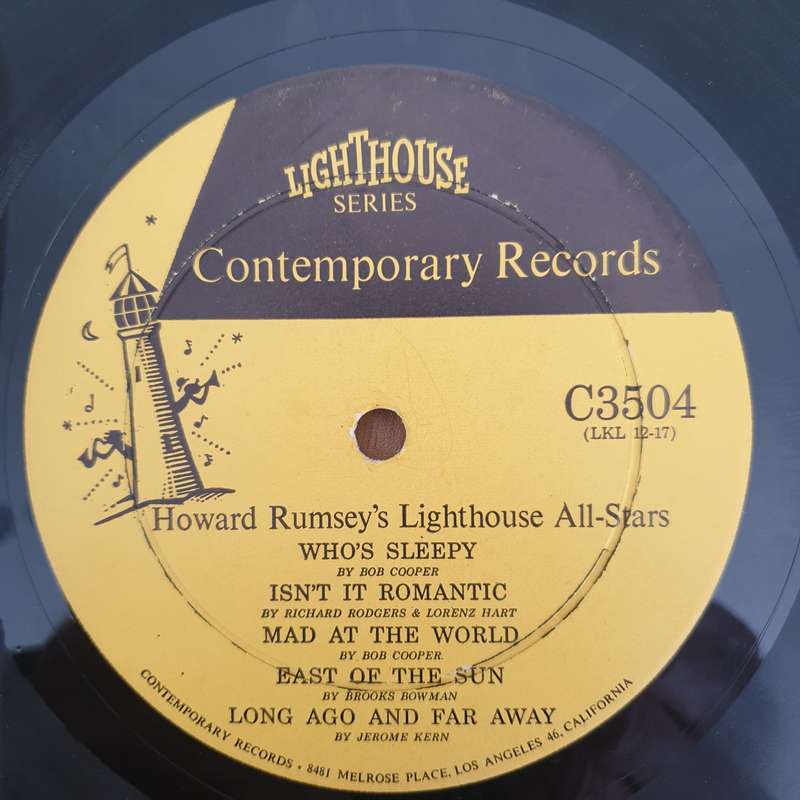 LIGHTHOUSE
SERIES
Contemporary Records
C3504
(LKL 12-17)
Howard Rumsey's Lighthouse All-Stars
WHO'S SLEEPY
BY BOB COOPER
ISN'T IT ROMANTIC
BY RICHARD RODGERS & LORENZ HART
MAD AT THE WORLD
BY BOB COOPER
EAST OF THE SUN
BY BROOKS BOWMAN
LONG AGO AND FAR AWAY
BY JEROME KERN
CONTEMPORARY RECORDS • 8481 MELROSE PLACE, LOS ANGELES 46, CALIFORNIA